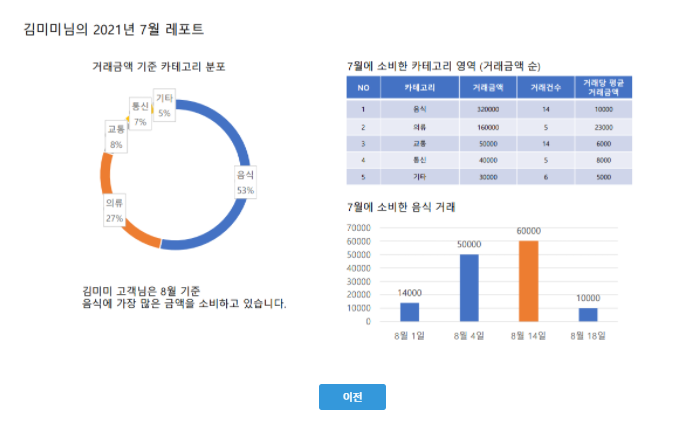 김미미님의 2021년 7월 레포트
거래금액 기준 카테고리 분포
기타
5%
통신
7%
교통
8%
음식
53%
의류
27%
김미미 고객님은 8월 기준
음식에 가장 많은 금액을 소비하고 있습니다.
7월에 소비한 카테고리 영역 (거래금액 순)
NO 카테고리 거래금액 거래건수 거래당 평균 거래금액
1 음식 320000 14 10000
2 의류 160000 5 23000
3 교통 50000 14 6000
4 통신 40000 5 8000
5 기타 30000 6 5000
7월에 소비한 음식 거래
70000
60000
50000
40000
30000
20000
10000
0
14000
50000
60000
10000
8월 1일 8월 4일 8월 14일 8월 18일
이전